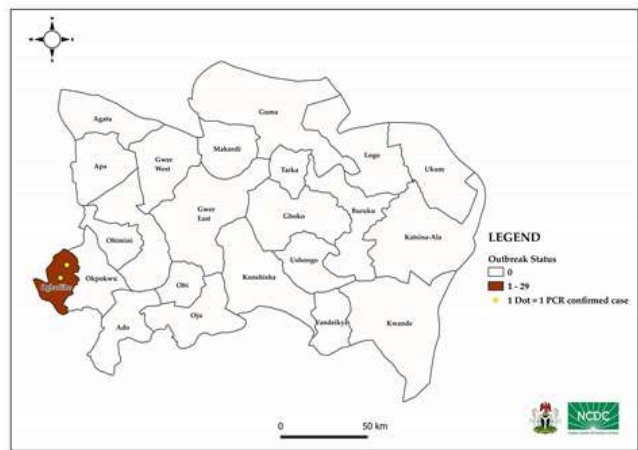 N
W E
S
Guma
Agatu
Logo
Makurdi
Gwer
West
Apa
Tarka
Ukum
Gwer
East
Gboko
Buruku
Katsina-Ala
Ohimini
LEGEND
Ushongo
Outbreak Status
Okpokwu
Konshisha
0
Obi
1 - 29
1 Dot = 1 PCR confirmed case
Oju
Vandeikya
Kwande
Ado
0 50 km
NCDC